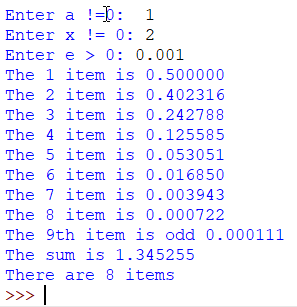 Enter a !=0:  1
Enter x != 0: 2
Enter e > 0: 0.001
The 1 item is 0.500000
The 2 item is 0.402316
The 3 item is 0.242788
The 4 item is 0.125585
The 5 item is 0.053051
The 6 item is 0.016850
The 7 item is 0.003943
The 8 item is 0.000722
The 9th item is odd 0.000111
The sum is 1.345255
There are 8 items
>>>